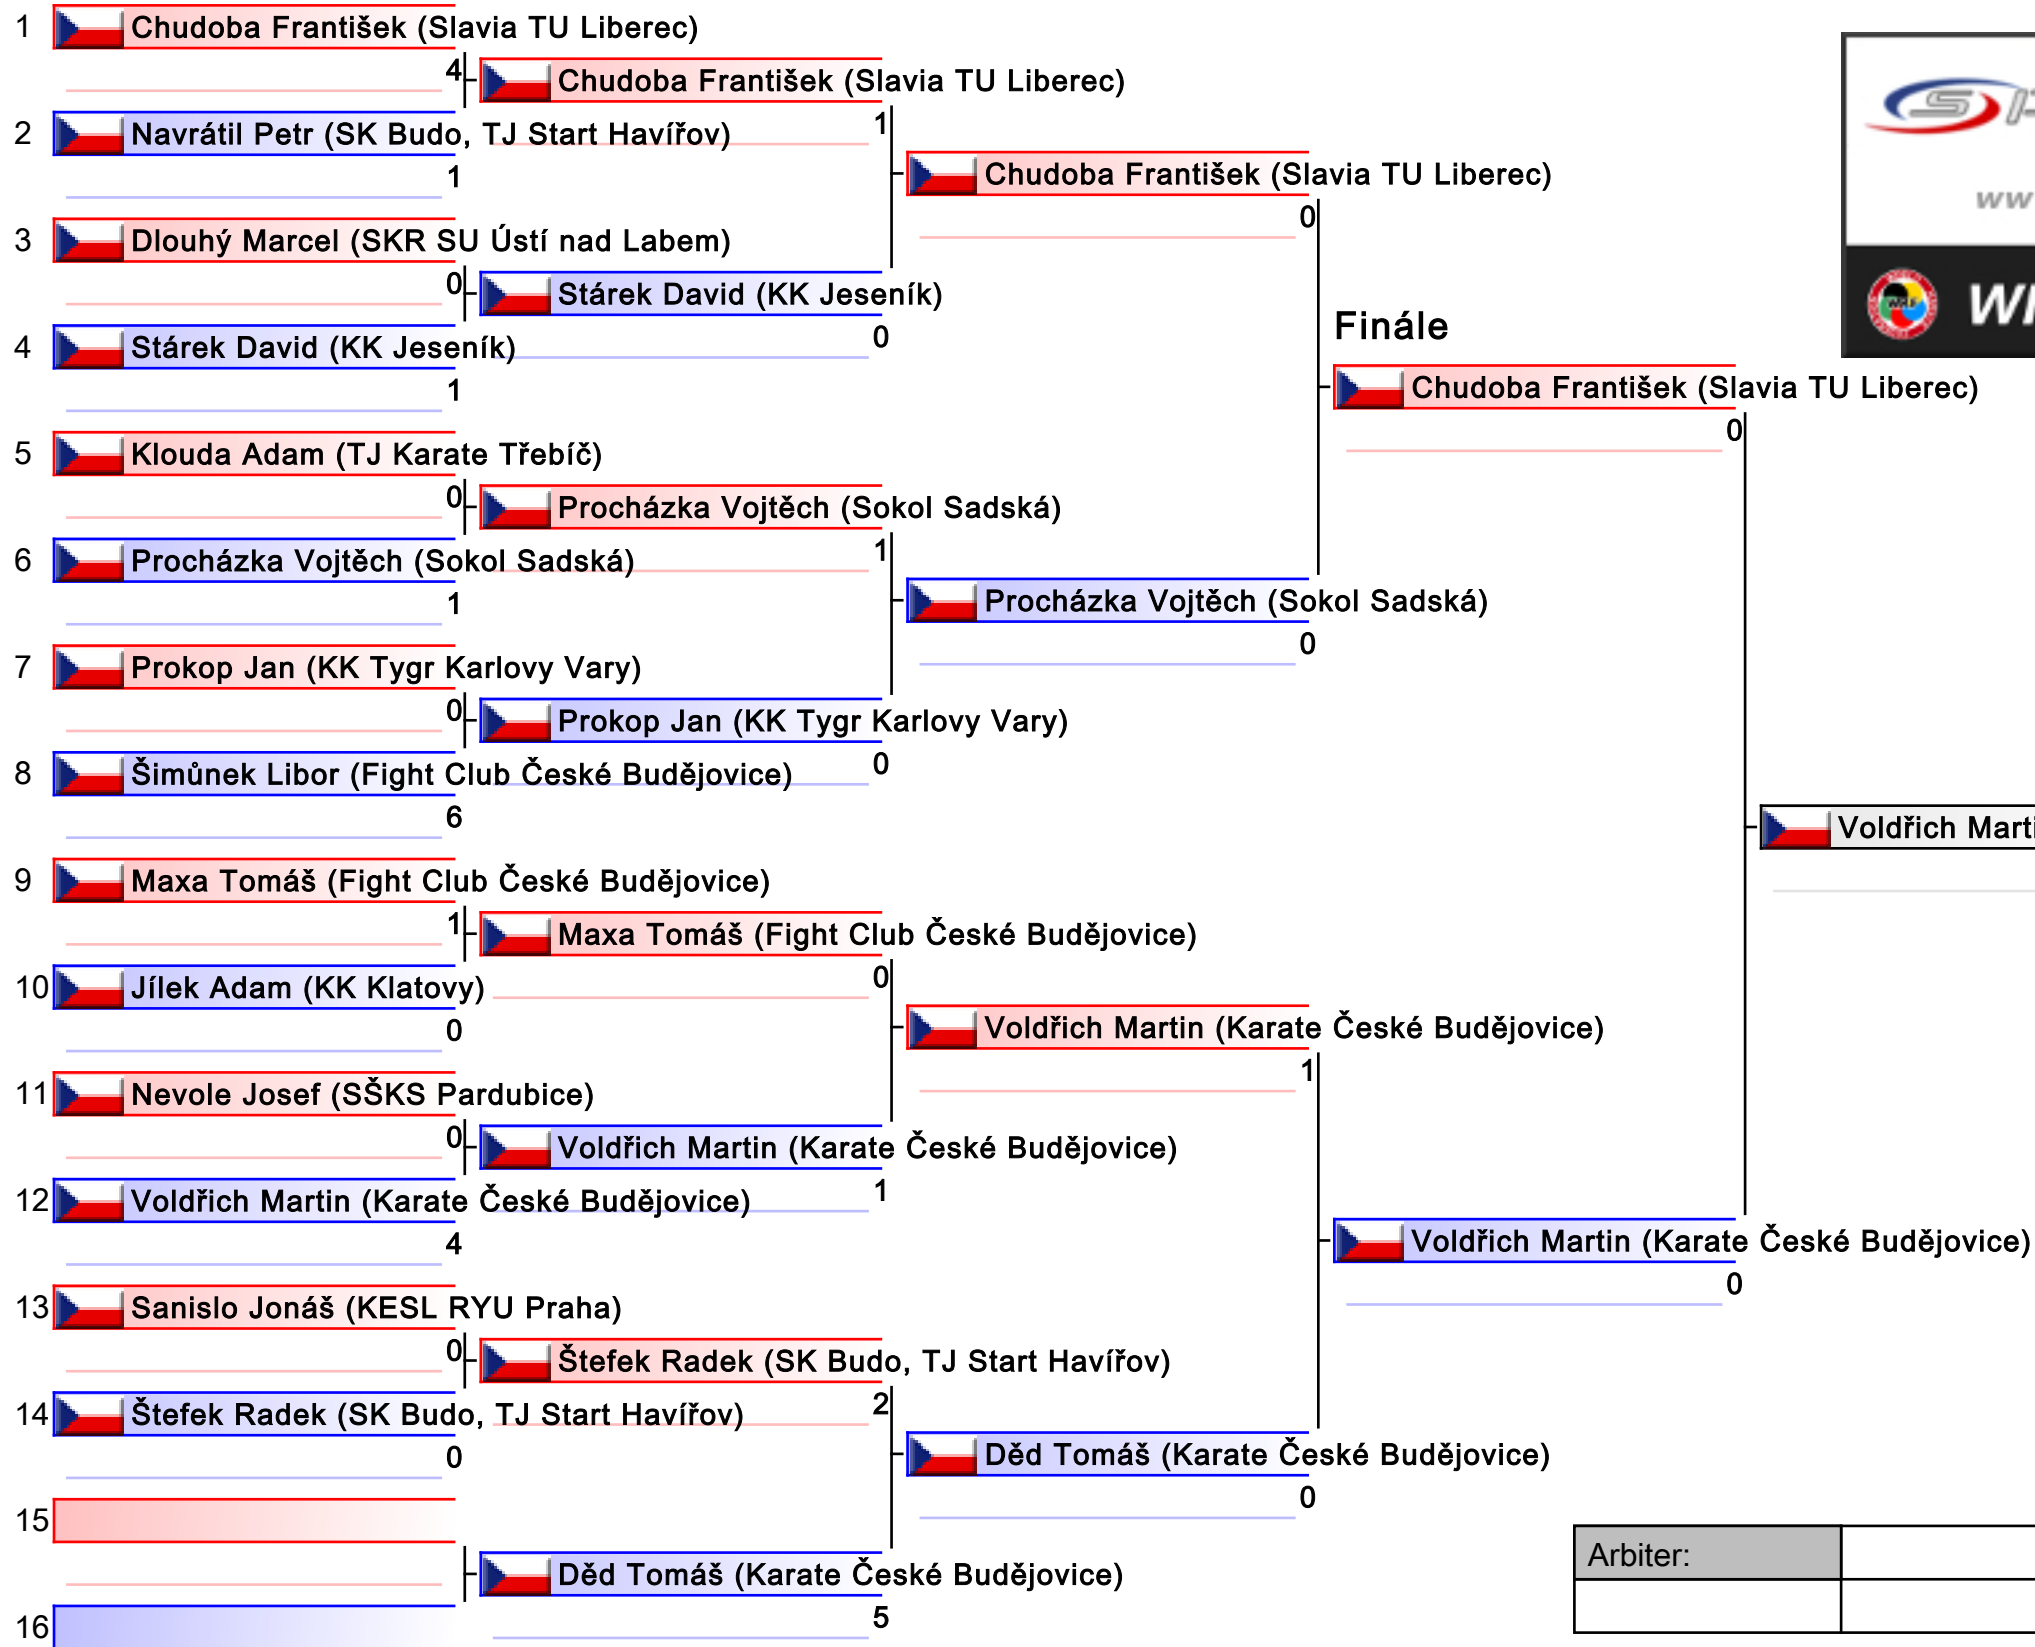 1 Chudoba František (Slavia TU Liberec)
4
2 Navrátil Petr (SK Budo, TJ Start Havířov)
1
3 Dlouhý Marcel (SKR SU Ústí nad Labem)
0
4 Stárek David (KK Jeseník)
1
5 Klouda Adam (TJ Karate Třebíč)
0
6 Procházka Vojtěch (Sokol Sadská)
1
7 Prokop Jan (KK Tygr Karlovy Vary)
0
8 Šimůnek Libor (Fight Club České Budějovice)
6
9 Maxa Tomáš (Fight Club České Budějovice)
1
10 Jílek Adam (KK Klatovy)
0
11 Nevole Josef (SŠKS Pardubice)
0
12 Voldřich Martin (Karate České Budějovice)
4
13 Sanislo Jonáš (KESL RYU Praha)
0
14 Štefek Radek (SK Budo, TJ Start Havířov)
0
15
16
Chudoba František (Slavia TU Liberec)
1
Stárek David (KK Jeseník)
0
Procházka Vojtěch (Sokol Sadská)
1
Prokop Jan (KK Tygr Karlovy Vary)
0
Maxa Tomáš (Fight Club České Budějovice)
0
Voldřich Martin (Karate České Budějovice)
1
Štefek Radek (SK Budo, TJ Start Havířov)
2
Děd Tomáš (Karate České Budějovice)
5
Chudoba František (Slavia TU Liberec)
0
Procházka Vojtěch (Sokol Sadská)
0
Voldřich Martin (Karate České Budějovice)
1
Děd Tomáš (Karate České Budějovice)
0
Finále
Chudoba František (Slavia TU Liberec)
0
Voldřich Martin (Karate České Budějovice)
0
Voldřich Marti
Arbiter: